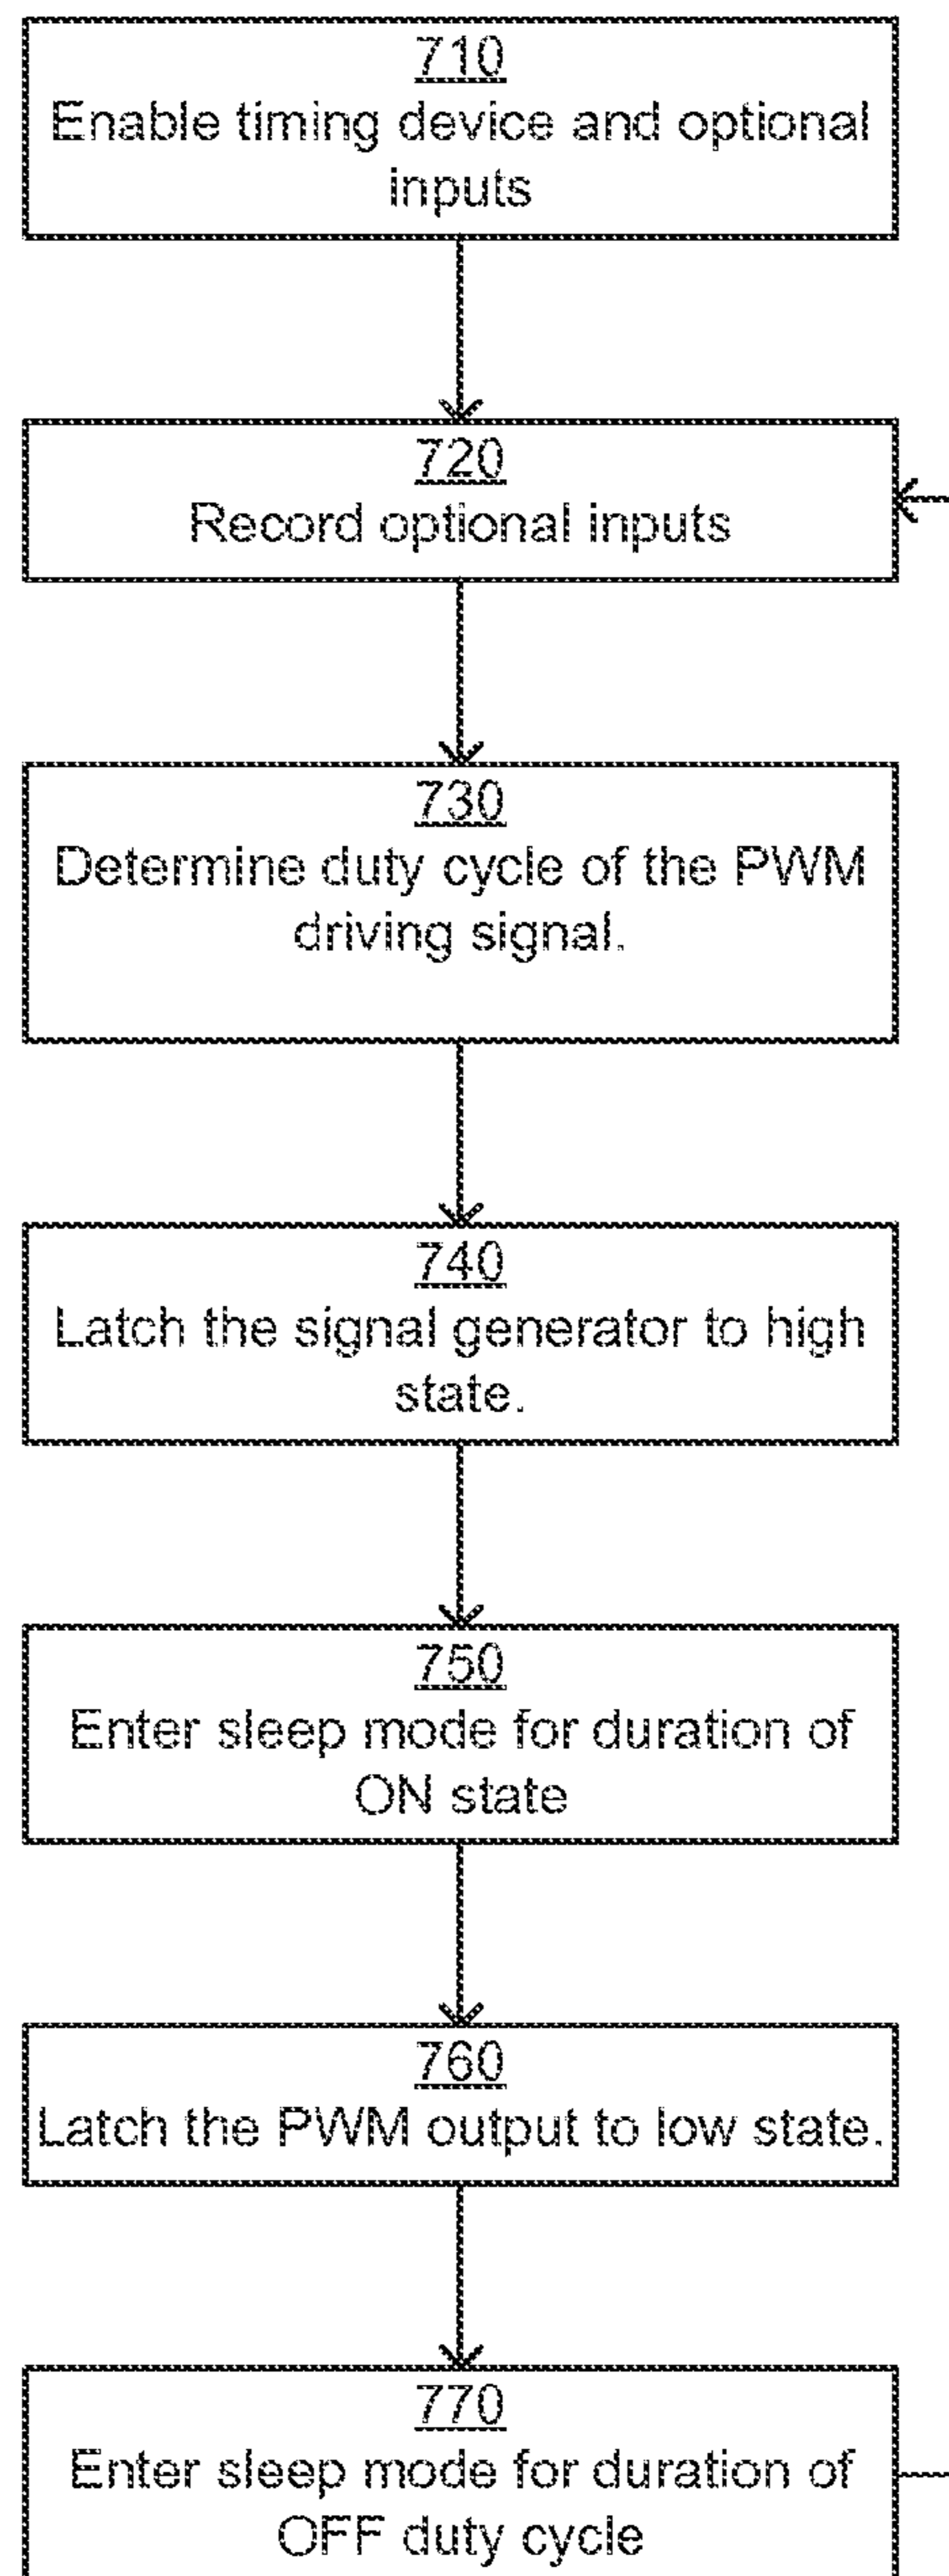 710
Enable timing device and optional
inputs
720
Record optional inputs
730
Determine duty cycle of the PWM
driving signal.
740
Latch the signal generator to high
state.
750
Enter sleep mode for duration of
ON state
760
Latch the PWM output to low state.
770
Enter sleep mode for duration of
OFF duty cycle